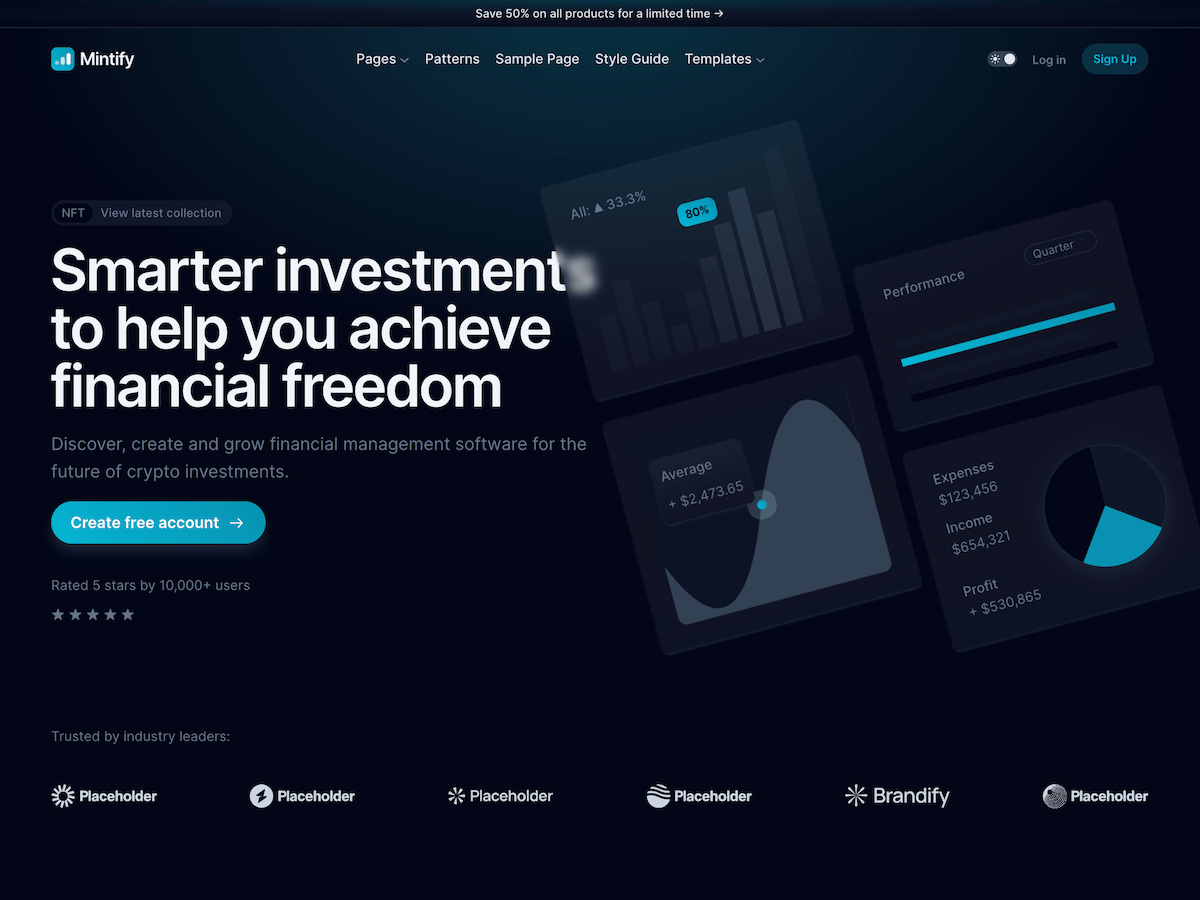 Save 50% on all products for a limited time →
Mintify
Pages
Patterns
Sample Page
Style Guide
Templates
Log in
Sign Up
NFT View latest collection
Smarter investments
to help you achieve
financial freedom
Discover, create and grow financial management software for the
future of crypto investments.
Create free account →
Rated 5 stars by 10,000+ users
★★★★★
All: ▲ 33.3%
80%
Performance
Quarter
Average
+ $2,473.65
Expenses
$123,456
Income
$654,321
Profit
+ $530,865
Trusted by industry leaders:
Placeholder
Placeholder
Placeholder
Placeholder
Brandify
Placeholder